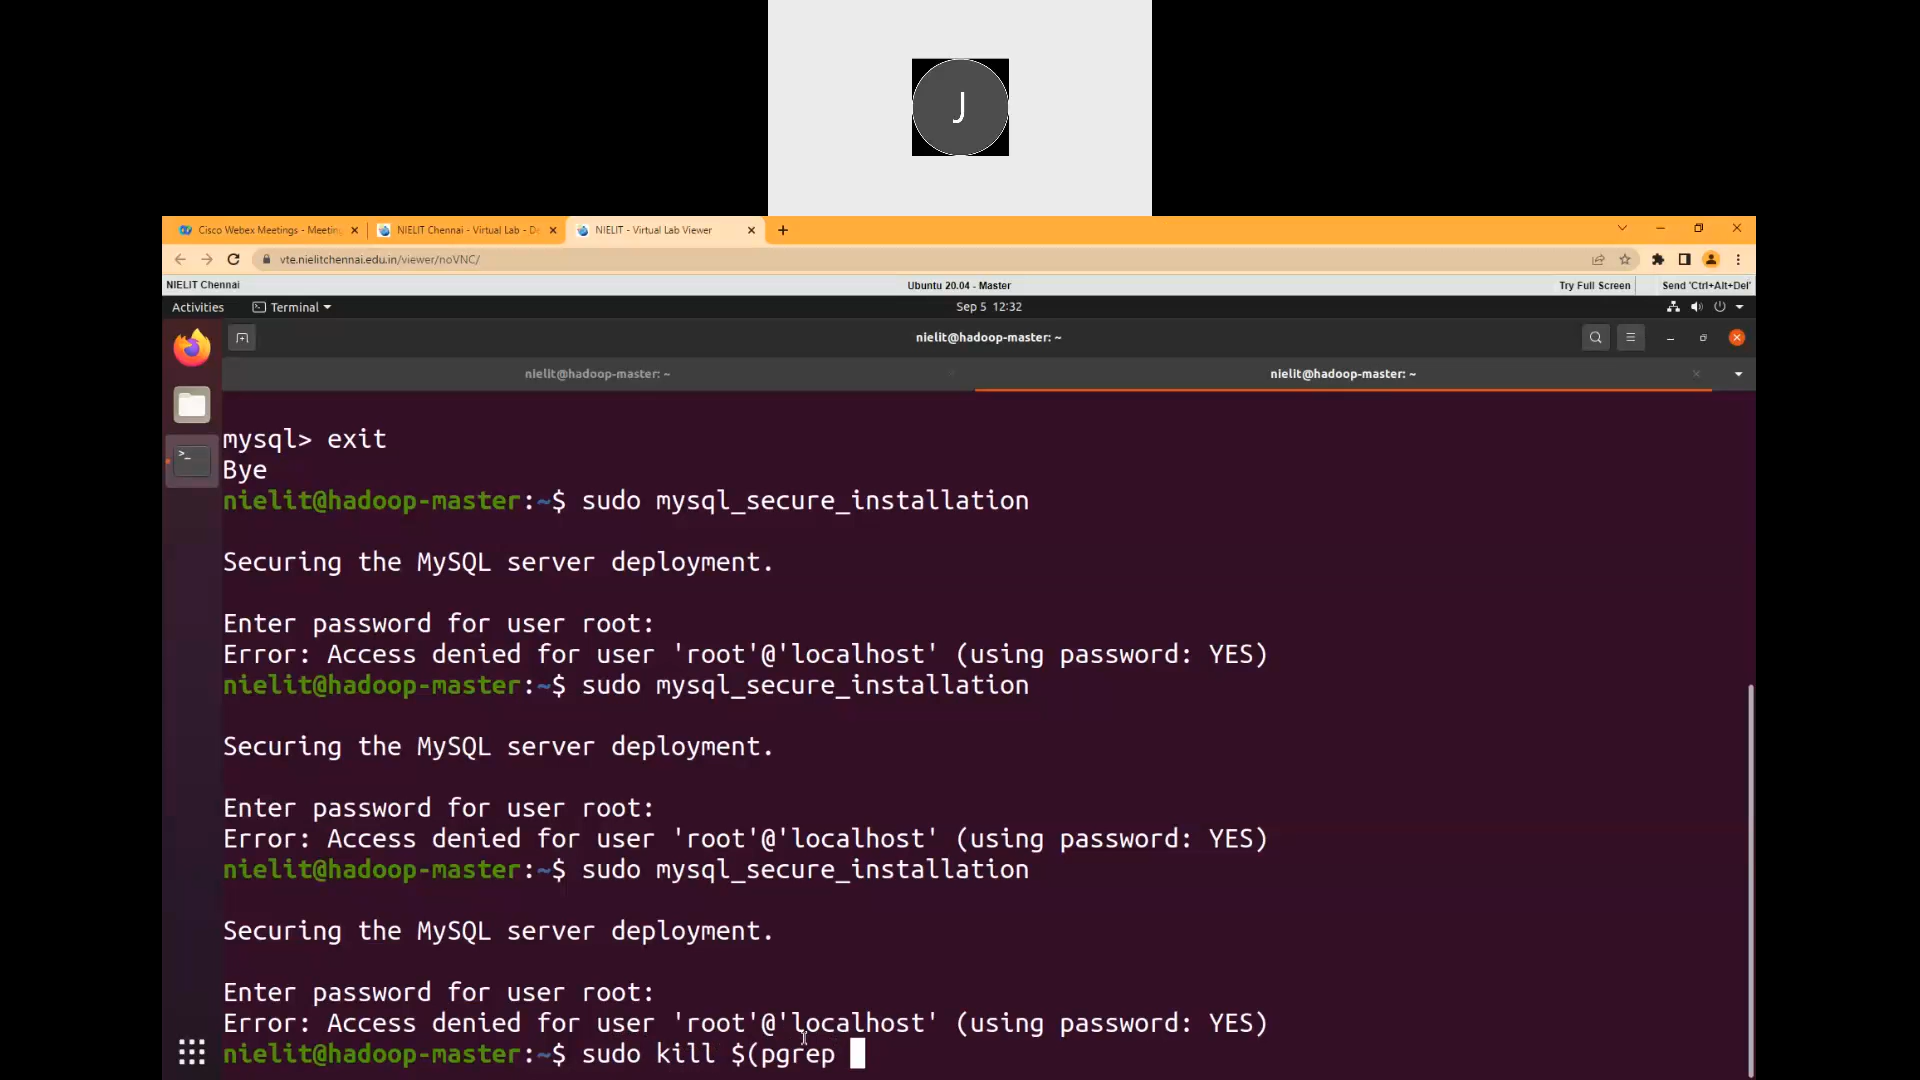 J
Cisco Webex Meetings - Meetin
NIELIT Chennai - Virtual Lab - De
NIELIT - Virtual Lab Viewer
vte.nielitchennai.edu.in/viewer/noVNC/
NIELIT Chennai
Ubuntu 20.04 - Master
Try Full Screen
Send 'Ctrl+Alt+Del'
Activities
Terminal
Sep 5 12:32
nielit@hadoop-master: ~
nielit@hadoop-master: ~
nielit@hadoop-master: ~
mysql> exit
Bye
nielit@hadoop-master:~$ sudo mysql_secure_installation
Securing the MySQL server deployment.
Enter password for user root:
Error: Access denied for user 'root'@'localhost' (using password: YES)
nielit@hadoop-master:~$ sudo mysql_secure_installation
Securing the MySQL server deployment.
Enter password for user root:
Error: Access denied for user 'root'@'localhost' (using password: YES)
nielit@hadoop-master:~$ sudo mysql_secure_installation
Securing the MySQL server deployment.
Enter password for user root:
Error: Access denied for user 'root'@'localhost' (using password: YES)
nielit@hadoop-master:~$ sudo kill $(pgrep